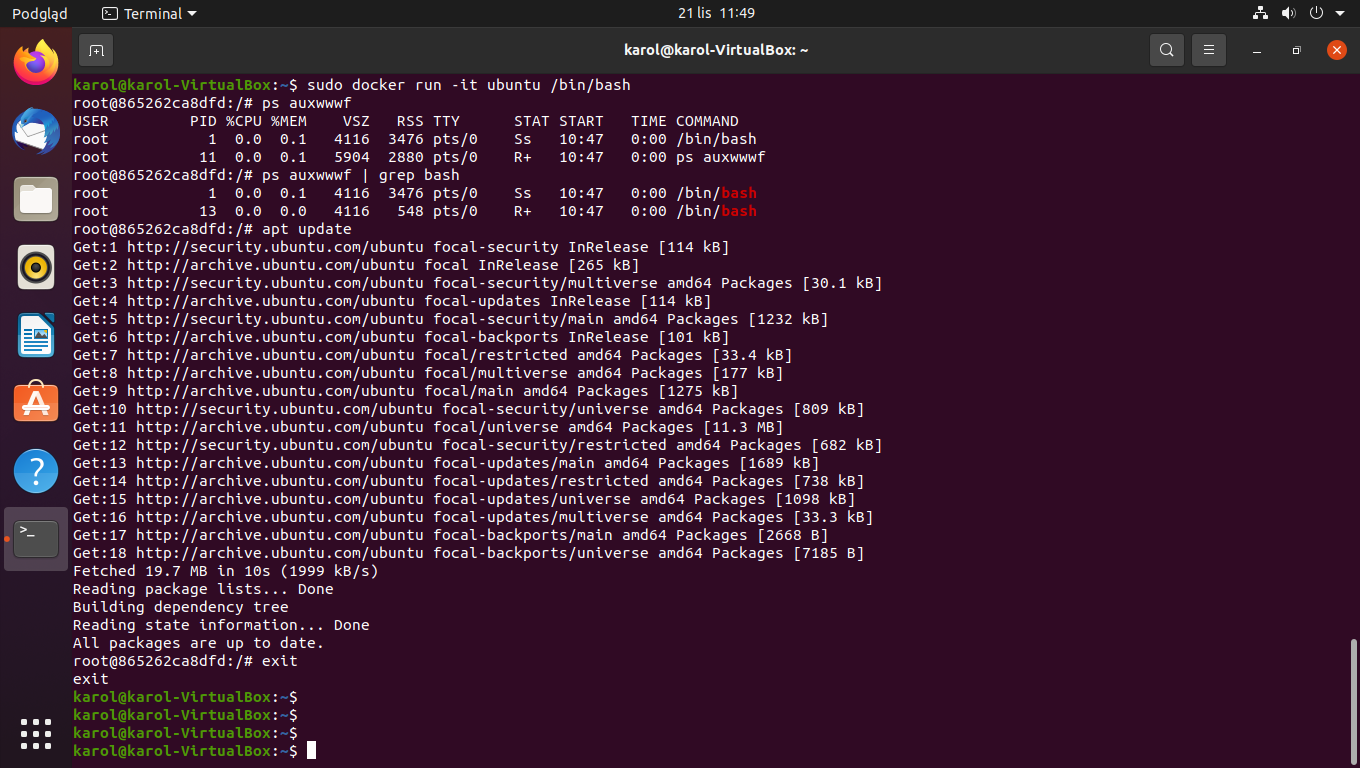 Podgląd
Terminal
21 lis 11:49
karol@karol-VirtualBox: ~
karol@karol-VirtualBox:~$ sudo docker run -it ubuntu /bin/bash
root@865262ca8dfd:/# ps auxwwwf
USER         PID %CPU %MEM    VSZ   RSS TTY      STAT START   TIME COMMAND
root           1  0.0  0.1   4116  3476 pts/0    Ss   10:47   0:00 /bin/bash
root          11  0.0  0.1   5904  2880 pts/0    R+   10:47   0:00 ps auxwwwf
root@865262ca8dfd:/# ps auxwwwf | grep bash
root           1  0.0  0.1   4116  3476 pts/0    Ss   10:47   0:00 /bin/bash
root          13  0.0  0.0   4116   548 pts/0    R+   10:47   0:00 /bin/bash
root@865262ca8dfd:/# apt update
Get:1 http://security.ubuntu.com/ubuntu focal-security InRelease [114 kB]
Get:2 http://archive.ubuntu.com/ubuntu focal InRelease [265 kB]
Get:3 http://security.ubuntu.com/ubuntu focal-security/multiverse amd64 Packages [30.1 kB]
Get:4 http://archive.ubuntu.com/ubuntu focal-updates InRelease [114 kB]
Get:5 http://security.ubuntu.com/ubuntu focal-security/main amd64 Packages [1232 kB]
Get:6 http://archive.ubuntu.com/ubuntu focal-backports InRelease [101 kB]
Get:7 http://archive.ubuntu.com/ubuntu focal/restricted amd64 Packages [33.4 kB]
Get:8 http://archive.ubuntu.com/ubuntu focal/multiverse amd64 Packages [177 kB]
Get:9 http://archive.ubuntu.com/ubuntu focal/main amd64 Packages [1275 kB]
Get:10 http://security.ubuntu.com/ubuntu focal-security/universe amd64 Packages [809 kB]
Get:11 http://archive.ubuntu.com/ubuntu focal/universe amd64 Packages [11.3 MB]
Get:12 http://security.ubuntu.com/ubuntu focal-security/restricted amd64 Packages [682 kB]
Get:13 http://archive.ubuntu.com/ubuntu focal-updates/main amd64 Packages [1689 kB]
Get:14 http://archive.ubuntu.com/ubuntu focal-updates/restricted amd64 Packages [738 kB]
Get:15 http://archive.ubuntu.com/ubuntu focal-updates/universe amd64 Packages [1098 kB]
Get:16 http://archive.ubuntu.com/ubuntu focal-updates/multiverse amd64 Packages [33.3 kB]
Get:17 http://archive.ubuntu.com/ubuntu focal-backports/main amd64 Packages [2668 B]
Get:18 http://archive.ubuntu.com/ubuntu focal-backports/universe amd64 Packages [7185 B]
Fetched 19.7 MB in 10s (1999 kB/s)
Reading package lists... Done
Building dependency tree
Reading state information... Done
All packages are up to date.
root@865262ca8dfd:/# exit
exit
karol@karol-VirtualBox:~$
karol@karol-VirtualBox:~$
karol@karol-VirtualBox:~$
karol@karol-VirtualBox:~$